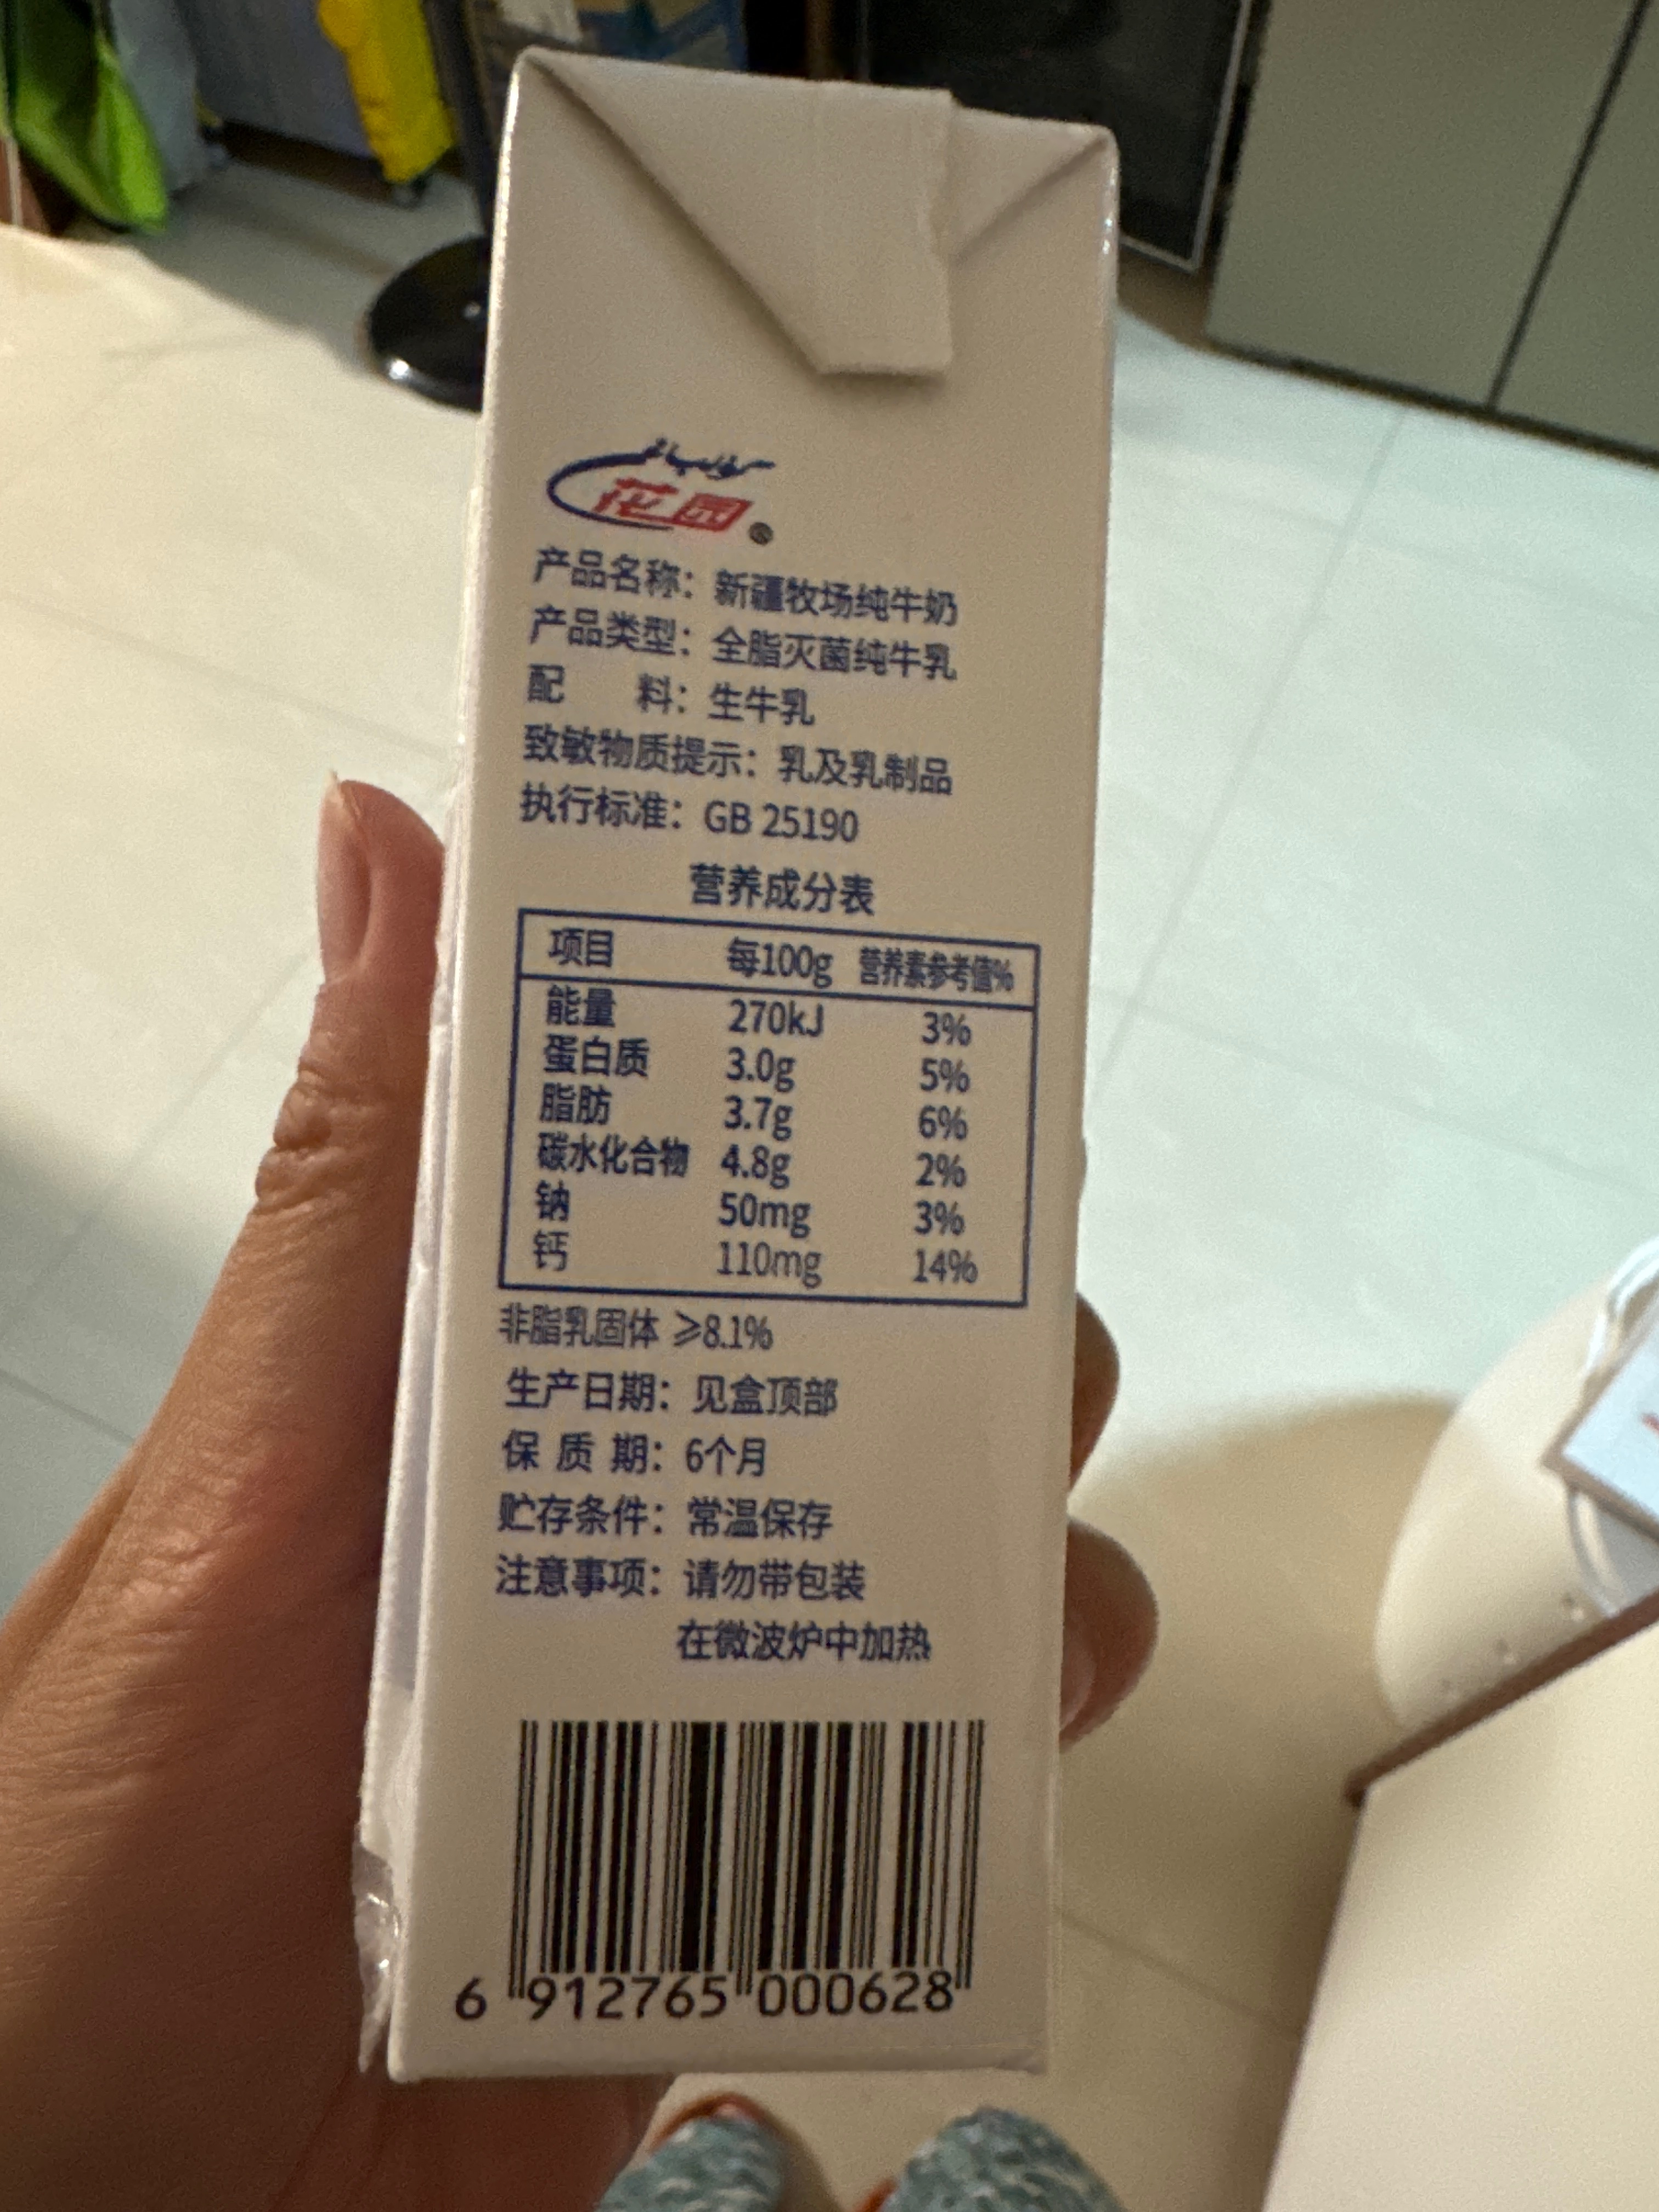 花园®
产品名称：新疆牧场纯牛奶
产品类型：全脂灭菌纯牛乳
配　　料：生牛乳
致敏物质提示：乳及乳制品
执行标准：GB 25190
营养成分表
项目 每100g 营养素参考值%
能量 270kJ 3%
蛋白质 3.0g 5%
脂肪 3.7g 6%
碳水化合物 4.8g 2%
钠 50mg 3%
钙 110mg 14%
非脂乳固体 ≥8.1%
生产日期：见盒顶部
保 质 期：6个月
贮存条件：常温保存
注意事项：请勿带包装
在微波炉中加热
6 912765 000628